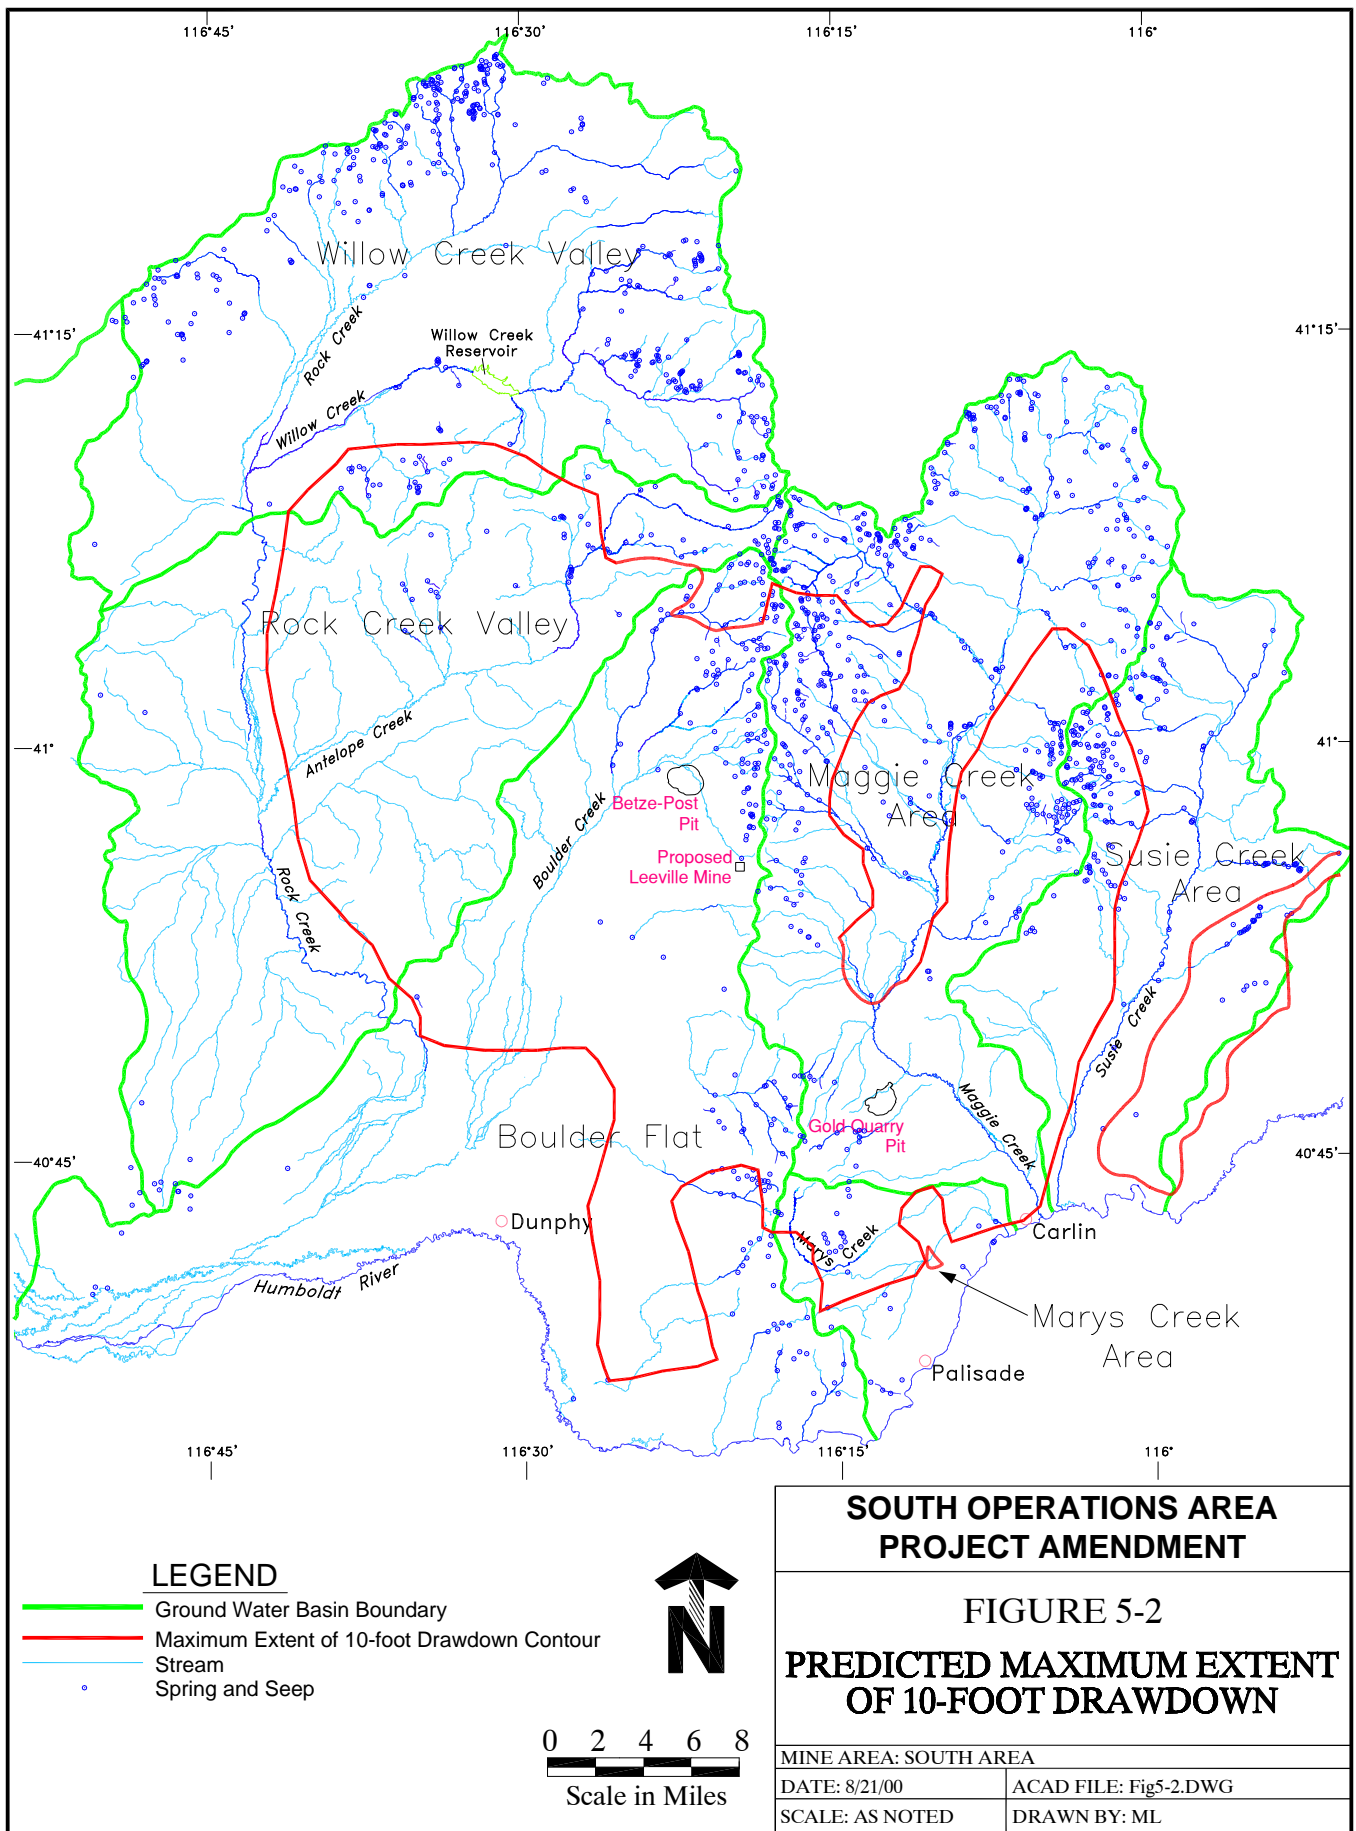 116°45'
116°30'
116°15'
116°
Willow Creek Valley
41°15'
41°15'
Rock Creek
Willow Creek
Reservoir
Willow Creek
Rock Creek Valley
Antelope Creek
41°
41°
Betze-Post
Pit
Maggie Creek
Area
Boulder Creek
Proposed
Leeville Mine
Susie Creek
Area
Rock Creek
Susie Creek
Maggie Creek
Gold Quarry
Pit
Boulder Flat
40°45'
40°45'
Dunphy
Marys Creek
Carlin
Humboldt River
Marys Creek
Area
Palisade
116°45'
116°30'
116°15'
116°
LEGEND
Ground Water Basin Boundary
Maximum Extent of 10-foot Drawdown Contour
Stream
Spring and Seep
N
0 2 4 6 8
Scale in Miles
SOUTH OPERATIONS AREA
PROJECT AMENDMENT
FIGURE 5-2
PREDICTED MAXIMUM EXTENT
OF 10-FOOT DRAWDOWN
MINE AREA: SOUTH AREA
DATE: 8/21/00
ACAD FILE: Fig5-2.DWG
SCALE: AS NOTED
DRAWN BY: ML